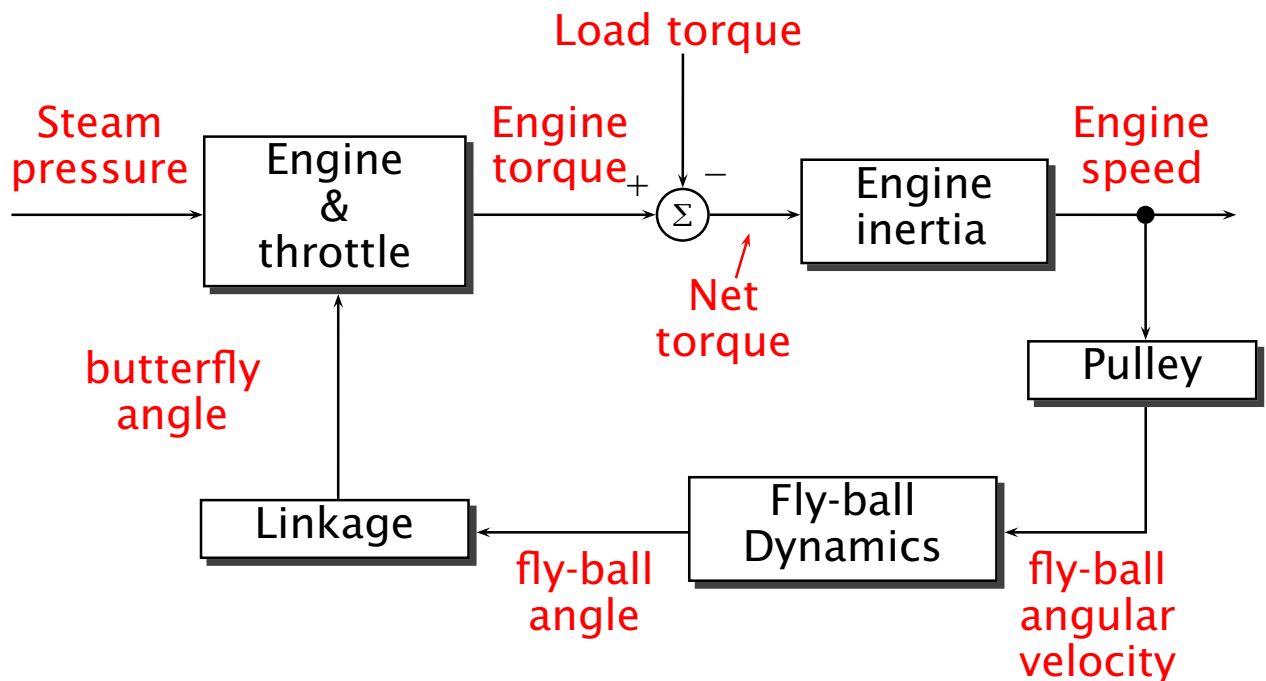 Load torque
Steam
pressure
Engine
&
throttle
Engine
torque
+
−
Σ
Engine
inertia
Engine
speed
Net
torque
Pulley
butterfly
angle
Linkage
fly-ball
angle
Fly-ball
Dynamics
fly-ball
angular
velocity